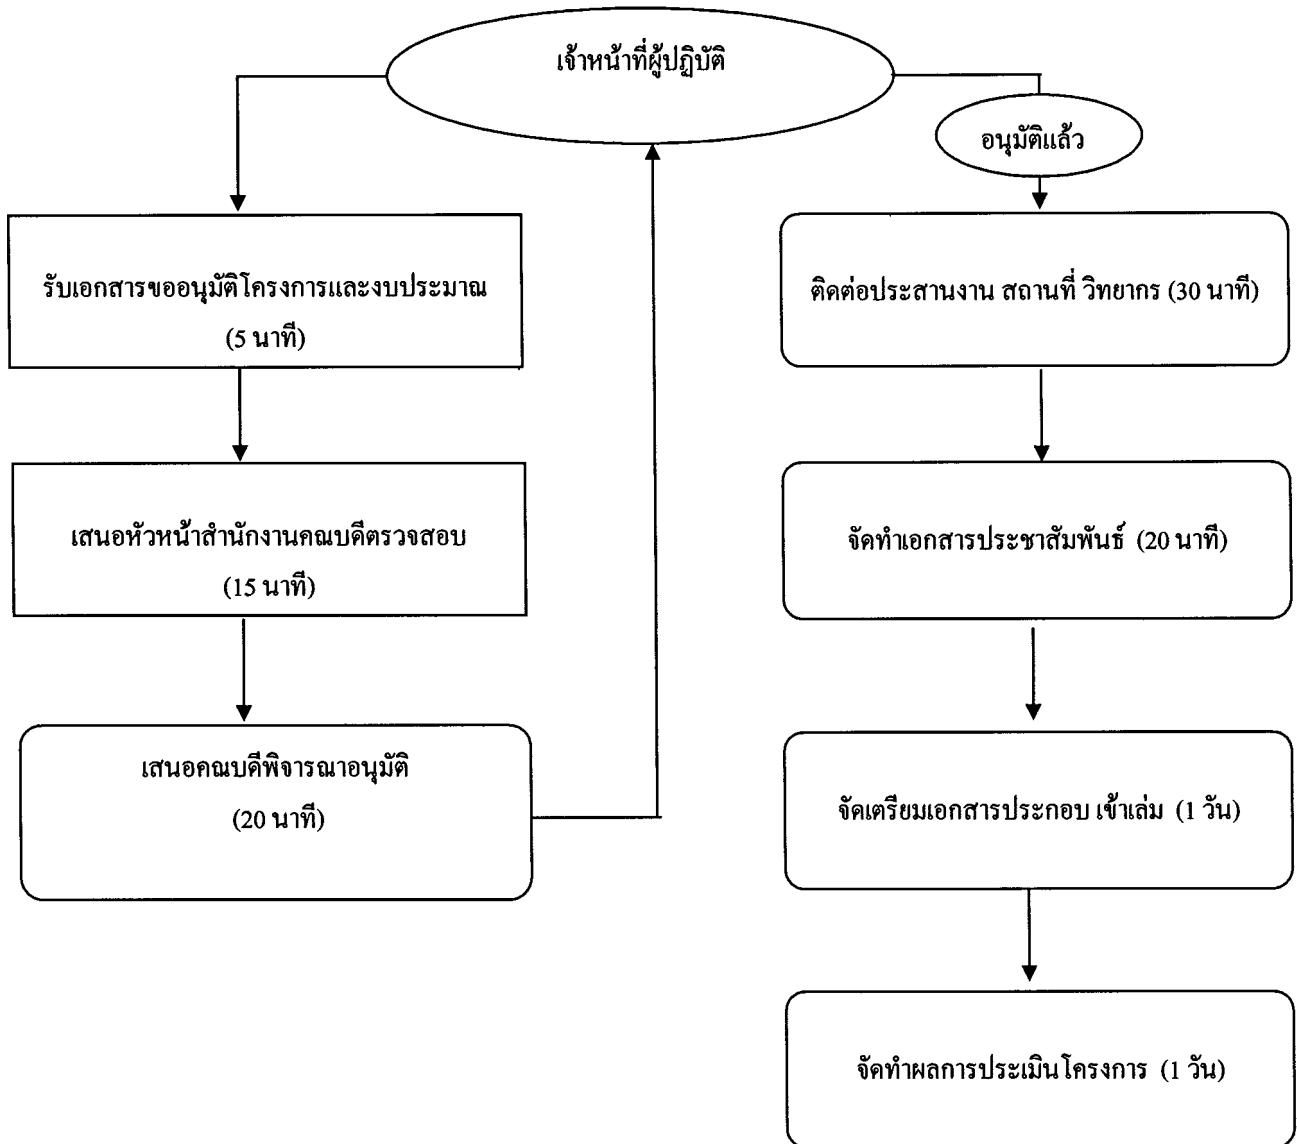 เจ้าหน้าที่ผู้ปฏิบัติ
อนุมัติแล้ว
รับเอกสารขออนุมัติโครงการและงบประมาณ
(5 นาที)
เสนอหัวหน้าสำนักงานคณบดีตรวจสอบ
(15 นาที)
เสนอคณบดีพิจารณาอนุมัติ
(20 นาที)
ติดต่อประสานงาน สถานที่ วิทยากร (30 นาที)
จัดทำเอกสารประชาสัมพันธ์ (20 นาที)
จัดเตรียมเอกสารประกอบ เข้าเล่ม (1 วัน)
จัดทำผลการประเมินโครงการ (1 วัน)